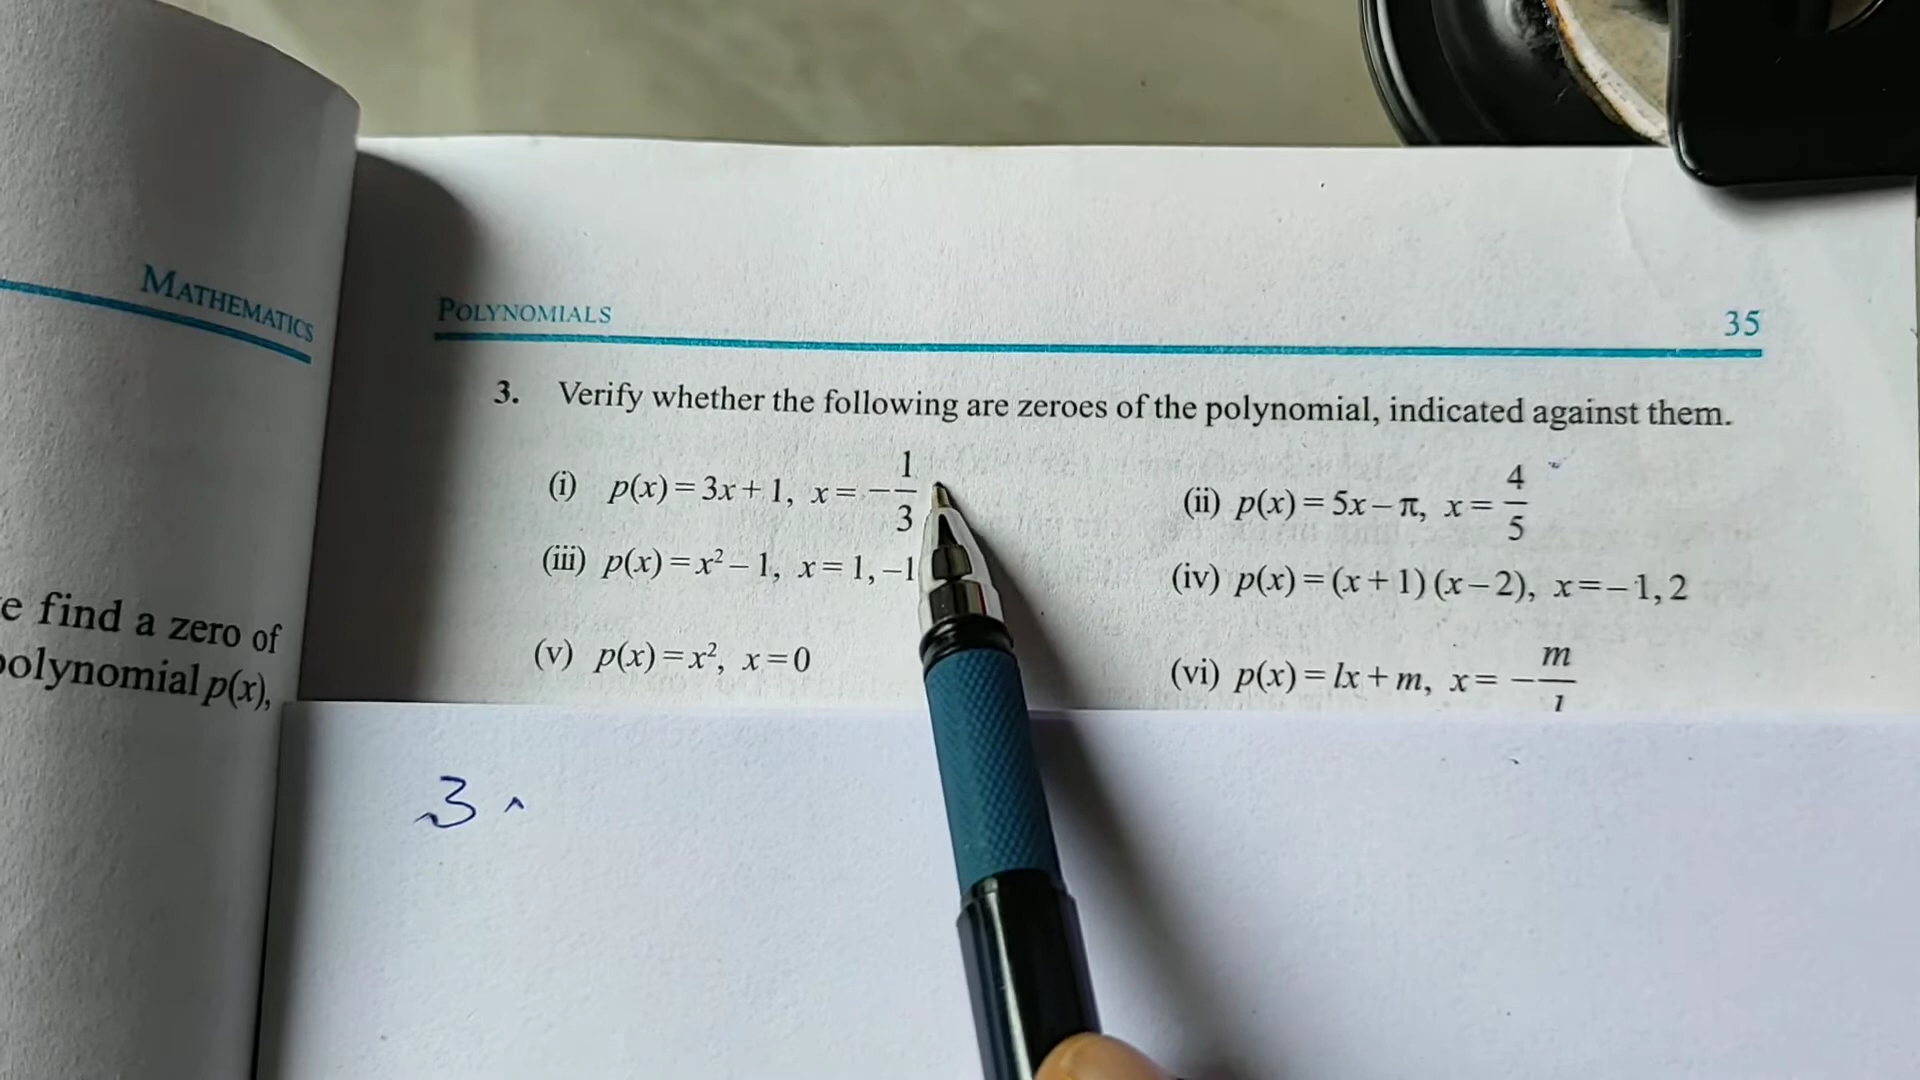 MATHEMATICS
e find a zero of
polynomial p(x),
POLYNOMIALS 35
3. Verify whether the following are zeroes of the polynomial, indicated against them.
(i) p(x) = 3x + 1, x = −1/3 (ii) p(x) = 5x − π, x = 4/5
(iii) p(x) = x² − 1, x = 1, −1 (iv) p(x) = (x + 1) (x − 2), x = − 1, 2
(v) p(x) = x², x = 0 (vi) p(x) = lx + m, x = −m/l
3